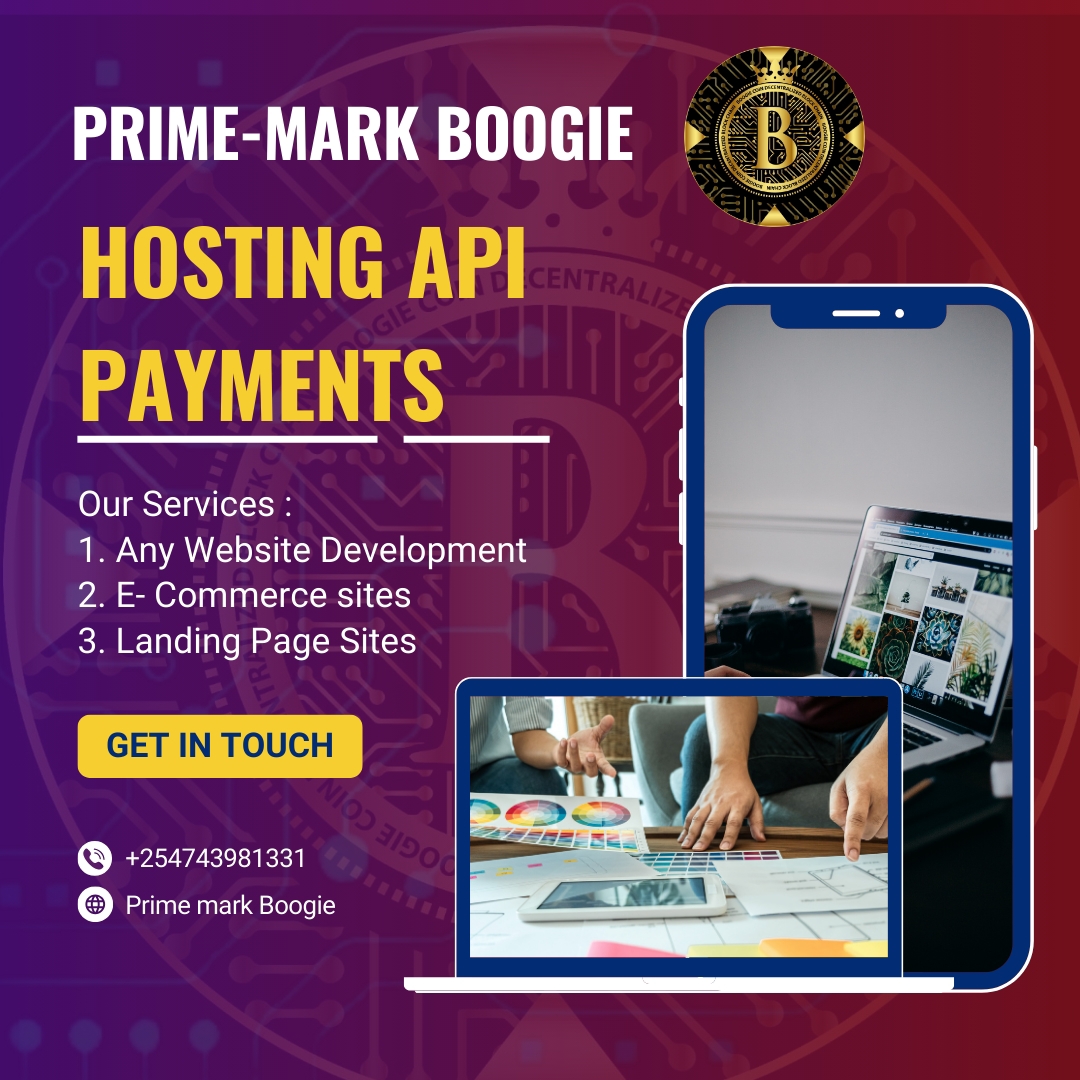 PRIME-MARK BOOGIE
B
HOSTING API
PAYMENTS
Our Services :
1. Any Website Development
2. E- Commerce sites
3. Landing Page Sites
GET IN TOUCH
+254743981331
Prime mark Boogie